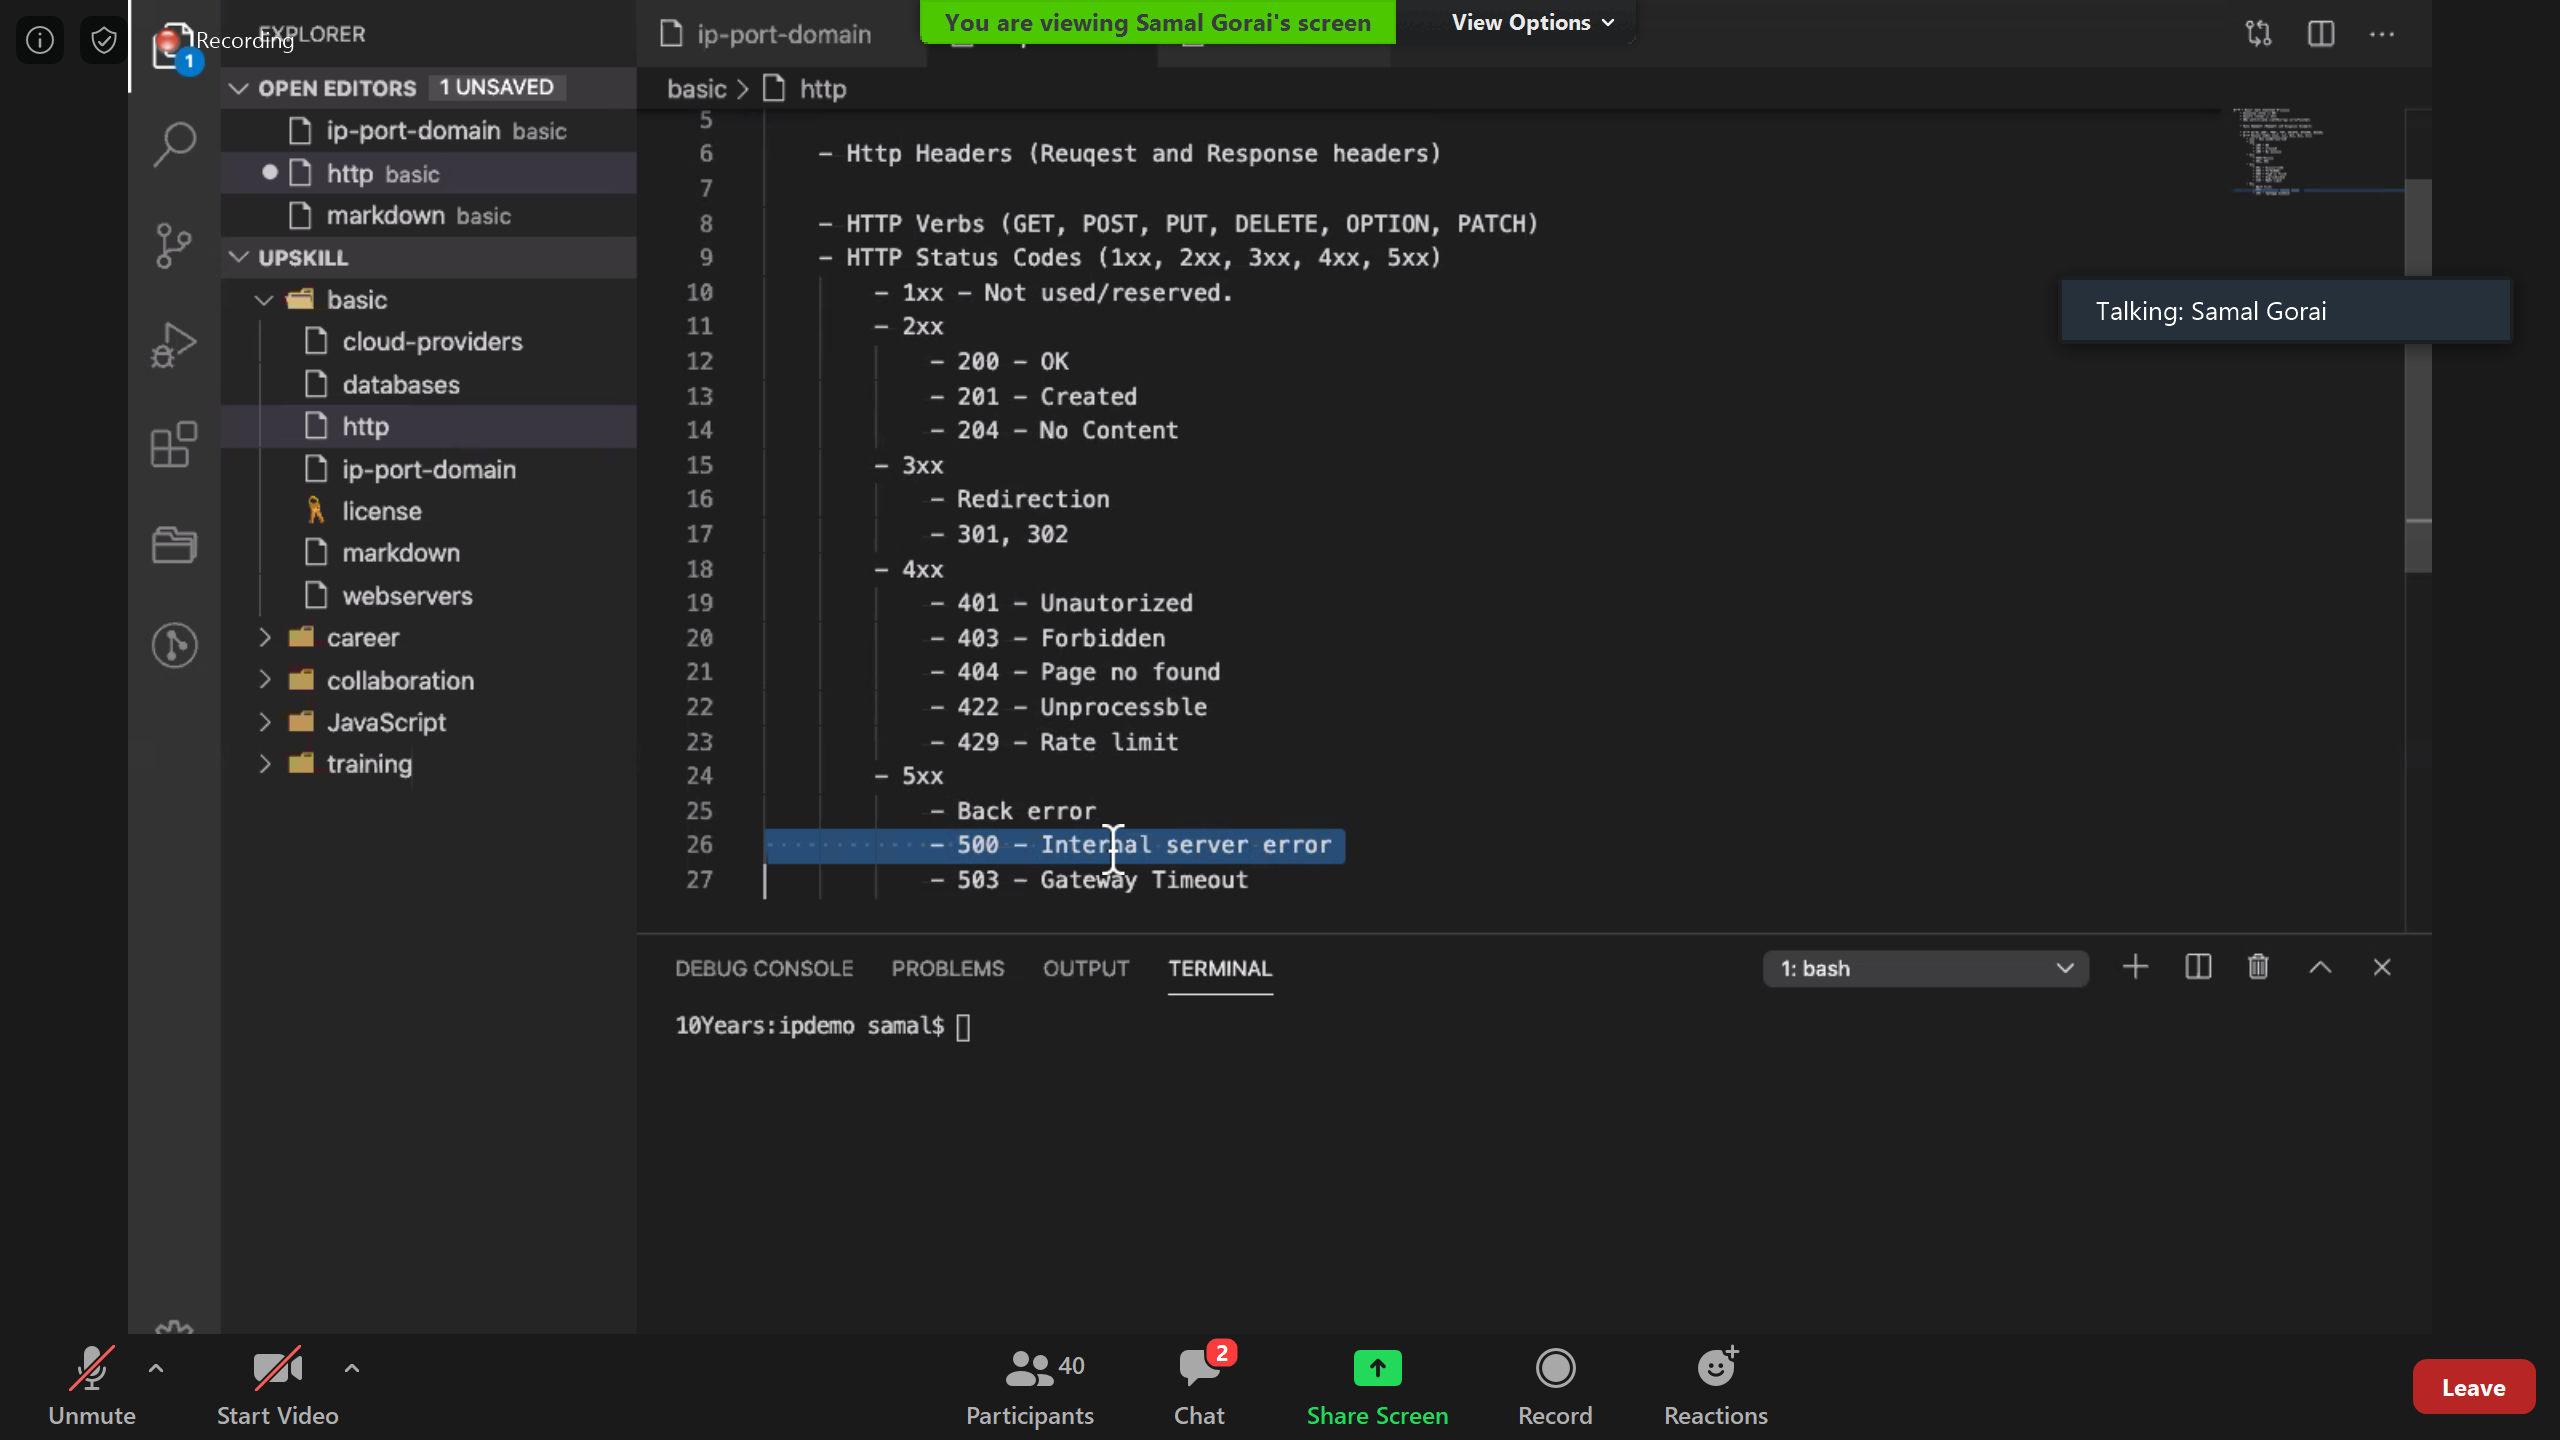 You are viewing Samal Gorai's screen
View Options
Recording
EXPLORER
1
OPEN EDITORS 1 UNSAVED
ip-port-domain basic
http basic
markdown basic
UPSKILL
basic
cloud-providers
databases
http
ip-port-domain
license
markdown
webservers
career
collaboration
JavaScript
training
ip-port-domain
basic > http
5
6 - Http Headers (Reuqest and Response headers)
7
8 - HTTP Verbs (GET, POST, PUT, DELETE, OPTION, PATCH)
9 - HTTP Status Codes (1xx, 2xx, 3xx, 4xx, 5xx)
10 - 1xx - Not used/reserved.
11 - 2xx
12 - 200 - OK
13 - 201 - Created
14 - 204 - No Content
15 - 3xx
16 - Redirection
17 - 301, 302
18 - 4xx
19 - 401 - Unautorized
20 - 403 - Forbidden
21 - 404 - Page no found
22 - 422 - Unprocessble
23 - 429 - Rate limit
24 - 5xx
25 - Back error
26 - 500 - Internal server error
27 - 503 - Gateway Timeout
Talking: Samal Gorai
DEBUG CONSOLE PROBLEMS OUTPUT TERMINAL
1: bash
10Years:ipdemo samal$
Unmute
Start Video
40
Participants
2
Chat
Share Screen
Record
Reactions
Leave